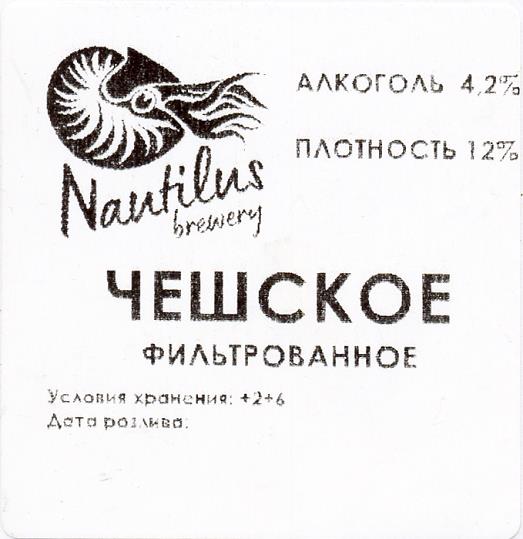 АЛКОГОЛЬ 4,2%
ПЛОТНОСТЬ 12%
Nautilus
brewery
ЧЕШСКОЕ
ФИЛЬТРОВАННОЕ
Условия хранения: +2+6
Дата розлива: